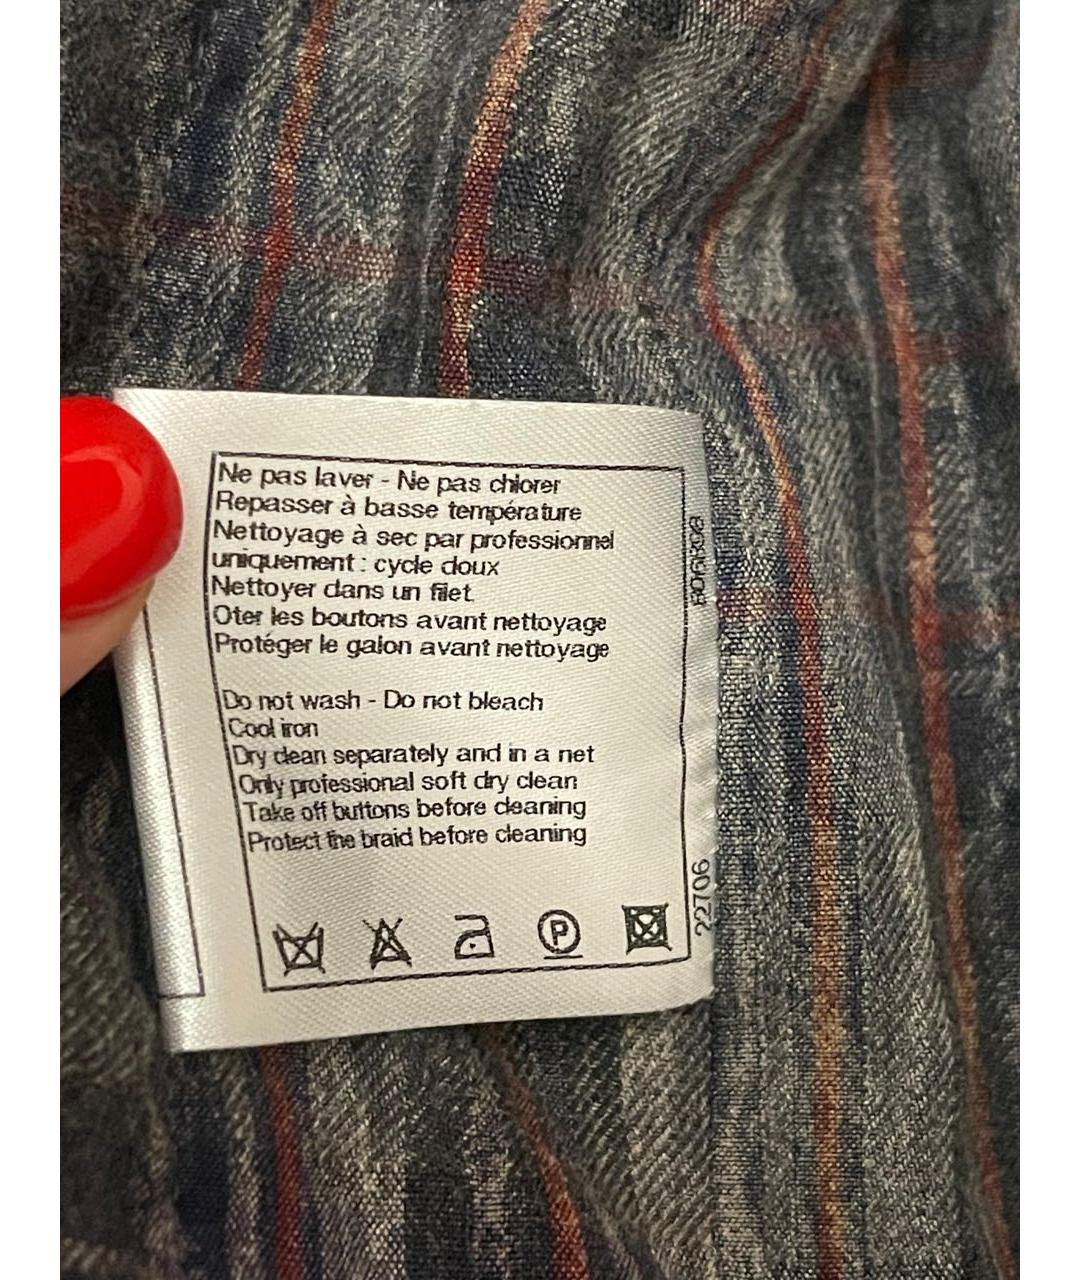 Ne pas laver - Ne pas chlorer
Repasser à basse température
Nettoyage à sec par professionnel
uniquement : cycle doux
Nettoyer dans un filet
Oter les boutons avant nettoyage
Protéger le galon avant nettoyage
Do not wash - Do not bleach
Cool iron
Dry clean separately and in a net
Only professional soft dry clean
Take off buttons before cleaning
Protect the braid before cleaning
P
22706